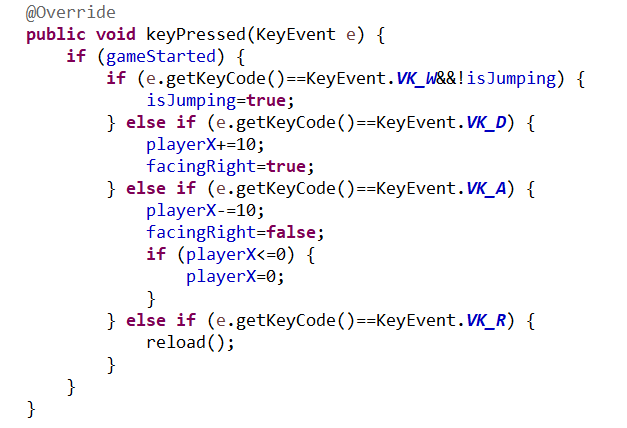 @Override
public void keyPressed(KeyEvent e) {
    if (gameStarted) {
        if (e.getKeyCode()==KeyEvent.VK_W&&!isJumping) {
            isJumping=true;
        } else if (e.getKeyCode()==KeyEvent.VK_D) {
            playerX+=10;
            facingRight=true;
        } else if (e.getKeyCode()==KeyEvent.VK_A) {
            playerX-=10;
            facingRight=false;
            if (playerX<=0) {
                playerX=0;
            }
        } else if (e.getKeyCode()==KeyEvent.VK_R) {
            reload();
        }
    }
}